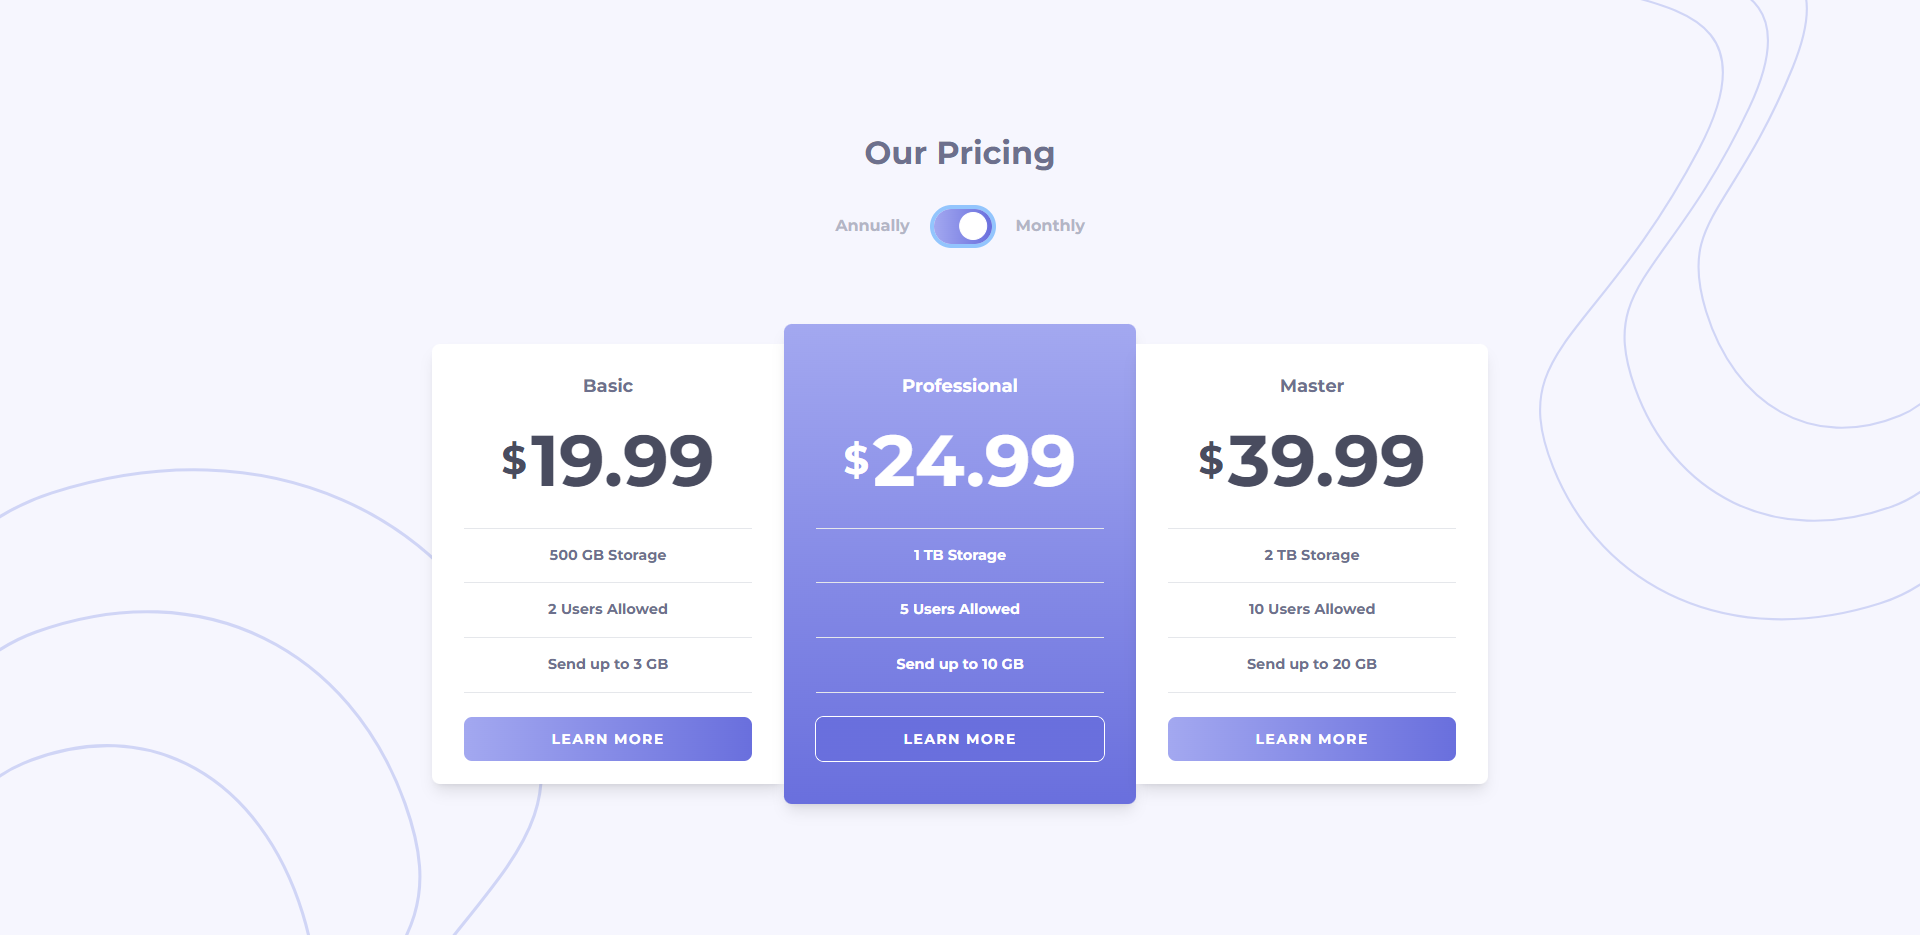 Our Pricing
Annually Monthly
Basic
$19.99
500 GB Storage
2 Users Allowed
Send up to 3 GB
LEARN MORE
Professional
$24.99
1 TB Storage
5 Users Allowed
Send up to 10 GB
LEARN MORE
Master
$39.99
2 TB Storage
10 Users Allowed
Send up to 20 GB
LEARN MORE